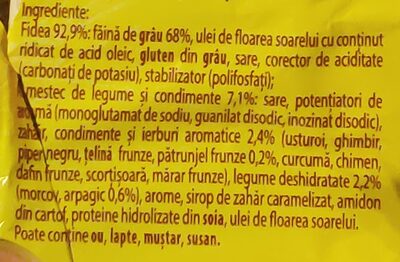 Ingrediente:
Fidea 92,9%: făină de grâu 68%, ulei de floarea soarelui cu conținut
ridicat de acid oleic, gluten din grâu, sare, corector de aciditate
(carbonați de potasiu), stabilizator (polifosfați);
mestec de legume și condimente 7,1%: sare, potențiatori de
aromă (monoglutamat de sodiu, guanilat disodic, inozinat disodic),
zahăr, condimente și ierburi aromatice 2,4% (usturoi, ghimbir,
piper negru, țelină frunze, pătrunjel frunze 0,2%, curcumă, chimen,
dafin frunze, scorțișoară, mărar frunze), legume deshidratate 2,2%
(morcov, arpagic 0,6%), arome, sirop de zahăr caramelizat, amidon
din cartof, proteine hidrolizate din soia, ulei de floarea soarelui.
Poate conține ou, lapte, muștar, susan.